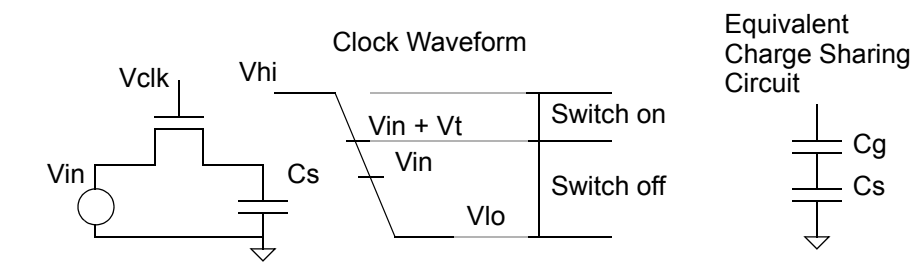 Clock Waveform
Equivalent
Charge Sharing
Circuit
Vclk
Vhi
Vin + Vt
Switch on
Vin
Cs
Vin
Switch off
Vlo
Cg
Cs